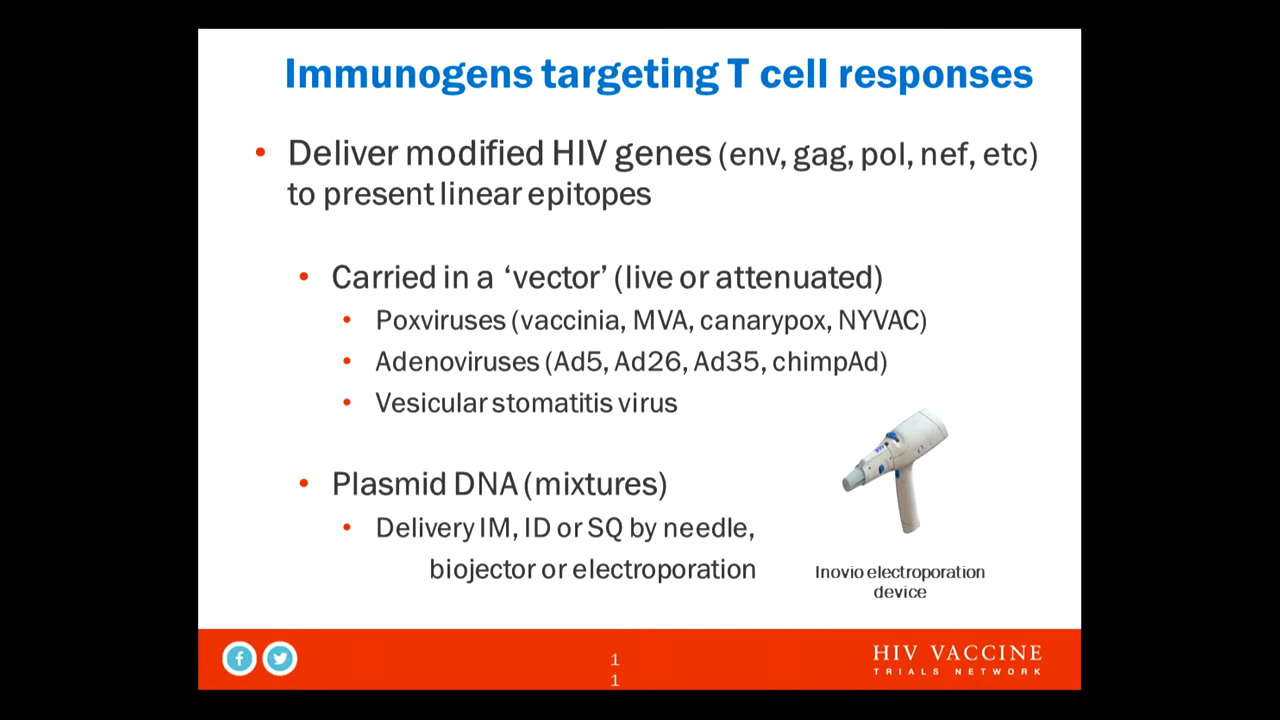 Immunogens targeting T cell responses
• Deliver modified HIV genes (env, gag, pol, nef, etc)
to present linear epitopes
• Carried in a ‘vector’ (live or attenuated)
• Poxviruses (vaccinia, MVA, canarypox, NYVAC)
• Adenoviruses (Ad5, Ad26, Ad35, chimpAd)
• Vesicular stomatitis virus
• Plasmid DNA (mixtures)
• Delivery IM, ID or SQ by needle,
biojector or electroporation
Inovio electroporation
device
f
1
1
HIV VACCINE
TRIALS NETWORK